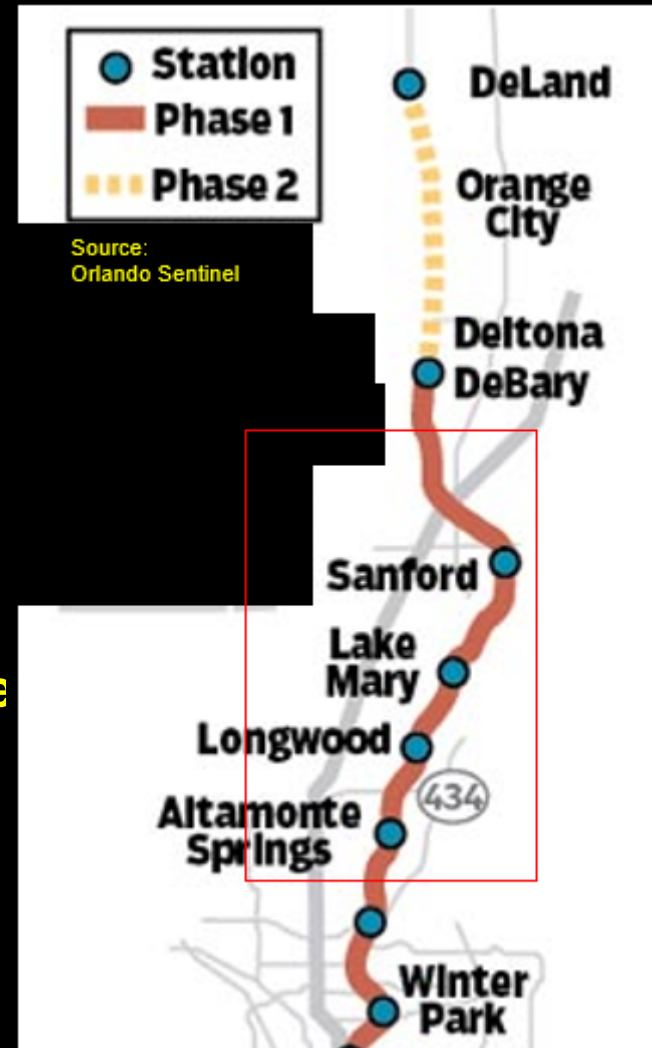 Station
Phase 1
Phase 2
Source:
Orlando Sentinel
DeLand
Orange
City
Deltona
DeBary
Sanford
Lake
Mary
Longwood
434
Altamonte
Springs
Winter
Park